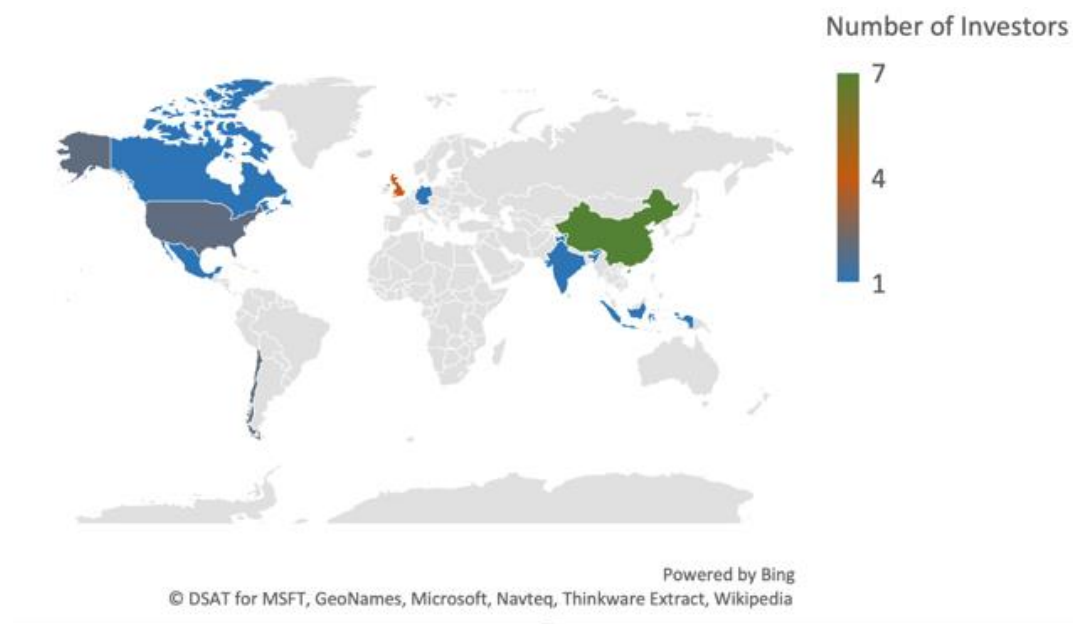 Number of Investors
7
4
1
Powered by Bing
© DSAT for MSFT, GeoNames, Microsoft, Navteq, Thinkware Extract, Wikipedia